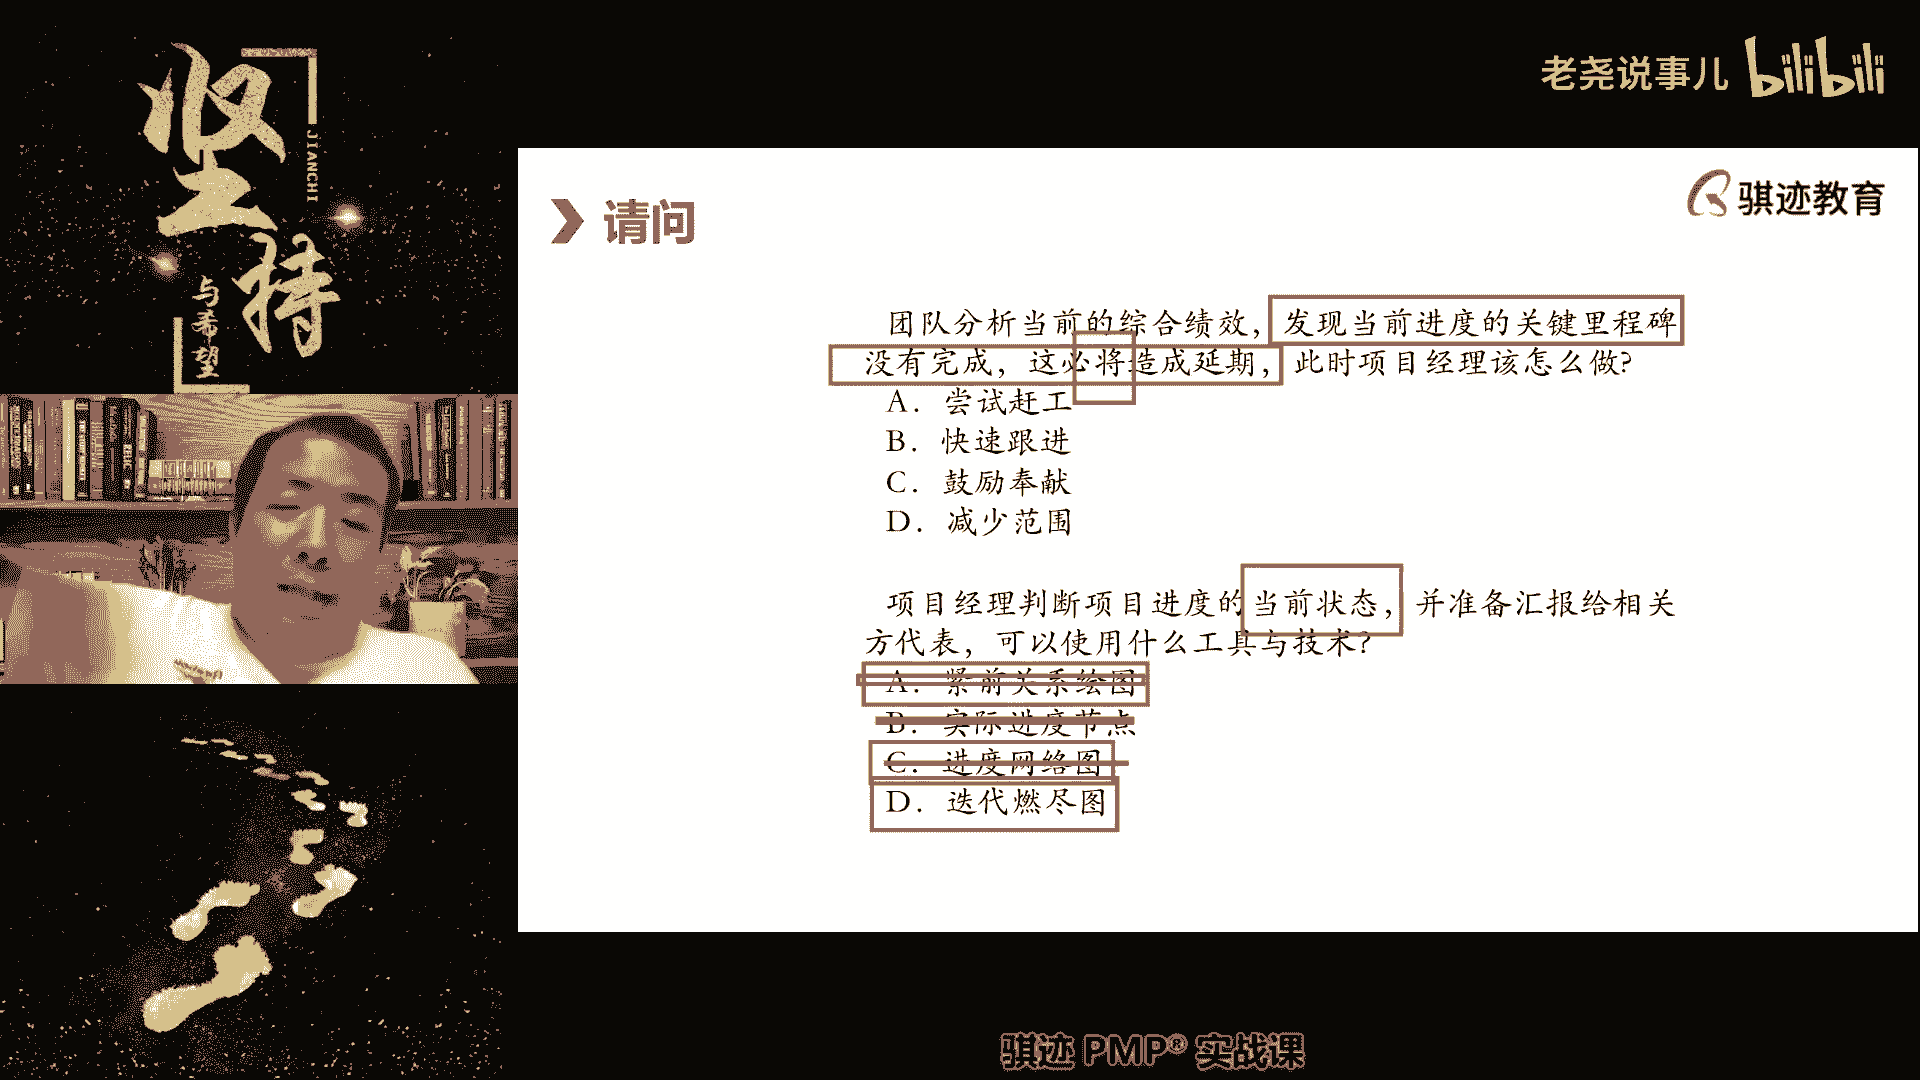 坚持
JIANCHI
与希望
老尧说事儿 bilibili
骐迹教育
请问
团队分析当前的综合绩效，发现当前进度的关键里程碑
没有完成，这必将造成延期，此时项目经理该怎么做?
A. 尝试赶工
B. 快速跟进
C. 鼓励奉献
D. 减少范围
项目经理判断项目进度的当前状态，并准备汇报给相关
方代表，可以使用什么工具与技术?
A. 紧前关系绘图
B. 实际进度节点
C. 进度网络图
D. 迭代燃尽图
骐迹 PMP® 实战课